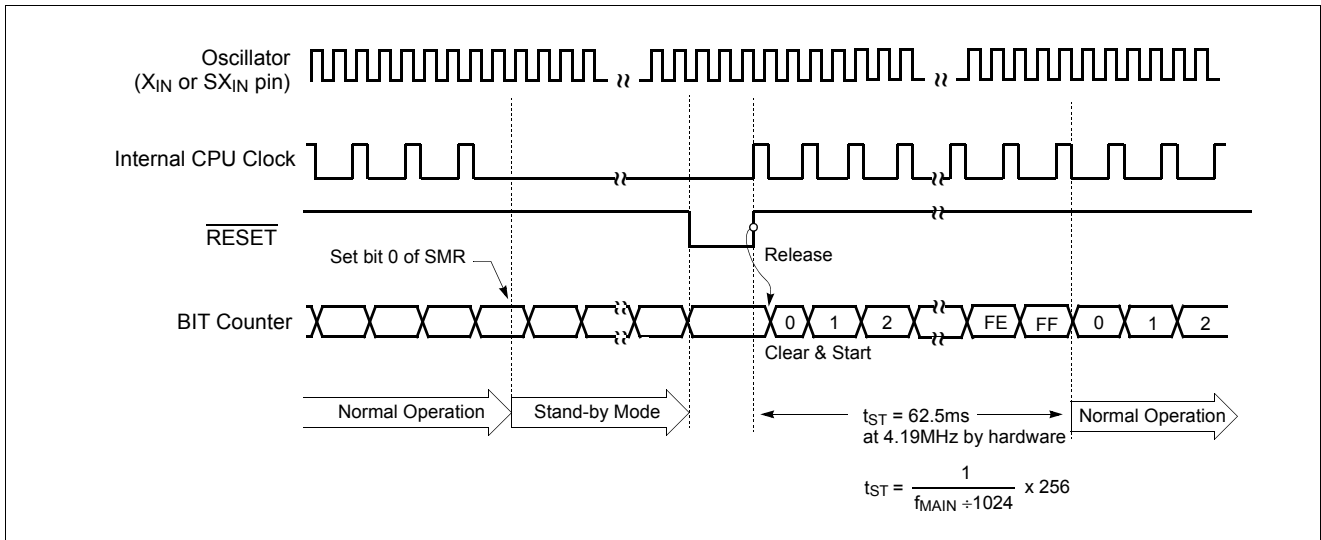 Oscillator
(XIN or SXIN pin)
Internal CPU Clock
RESET
Set bit 0 of SMR
Release
BIT Counter
0 1 2 FE FF 0 1 2
Clear & Start
Normal Operation
Stand-by Mode
tST = 62.5ms
at 4.19MHz by hardware
Normal Operation
tST = 1 / fMAIN ÷1024 x 256